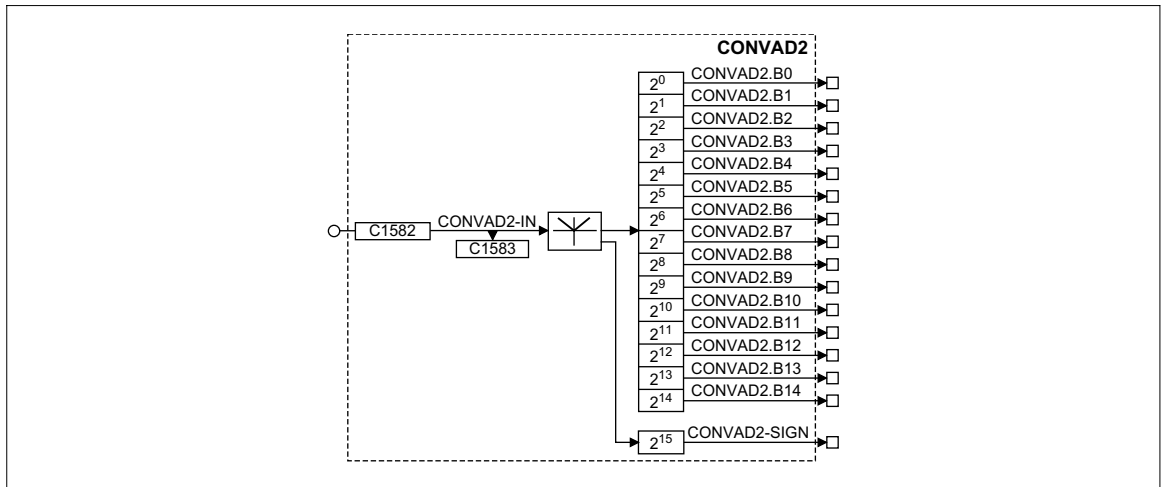 CONVAD2
2⁰ CONVAD2.B0
2¹ CONVAD2.B1
2² CONVAD2.B2
2³ CONVAD2.B3
2⁴ CONVAD2.B4
2⁵ CONVAD2.B5
2⁶ CONVAD2.B6
C1582 CONVAD2-IN
C1583
2⁷ CONVAD2.B7
2⁸ CONVAD2.B8
2⁹ CONVAD2.B9
2¹⁰ CONVAD2.B10
2¹¹ CONVAD2.B11
2¹² CONVAD2.B12
2¹³ CONVAD2.B13
2¹⁴ CONVAD2.B14
2¹⁵ CONVAD2-SIGN